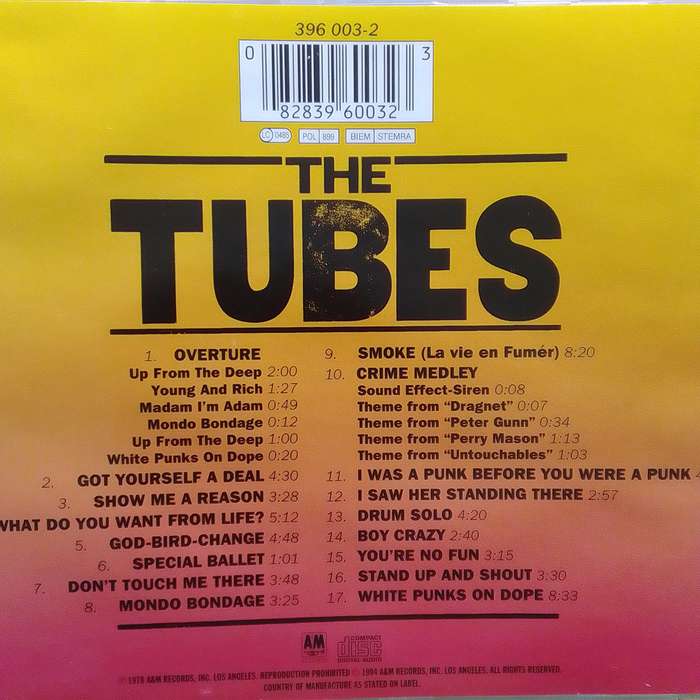 396 003-2
0 82839 60032 3
LC 0485 POL 899 BIEM STEMRA
THE
TUBES
1. OVERTURE
Up From The Deep 2:00
Young And Rich 1:27
Madam I'm Adam 0:49
Mondo Bondage 0:12
Up From The Deep 1:00
White Punks On Dope 0:20
2. GOT YOURSELF A DEAL 4:30
3. SHOW ME A REASON 3:28
WHAT DO YOU WANT FROM LIFE? 5:12
5. GOD-BIRD-CHANGE 4:48
6. SPECIAL BALLET 1:01
7. DON'T TOUCH ME THERE 3:48
8. MONDO BONDAGE 3:25
9. SMOKE (La vie en Fumér) 8:20
10. CRIME MEDLEY
Sound Effect-Siren 0:08
Theme from “Dragnet” 0:07
Theme from “Peter Gunn” 0:34
Theme from “Perry Mason” 1:13
Theme from “Untouchables” 1:03
11. I WAS A PUNK BEFORE YOU WERE A PUNK
12. I SAW HER STANDING THERE 2:57
13. DRUM SOLO 4:20
14. BOY CRAZY 2:40
15. YOU'RE NO FUN 3:15
16. STAND UP AND SHOUT 3:30
17. WHITE PUNKS ON DOPE 8:33
AM
COMPACT
disc
DIGITAL AUDIO
℗ 1978 A&M RECORDS, INC. LOS ANGELES. REPRODUCTION PROHIBITED © 1994 A&M RECORDS, INC. LOS ANGELES. ALL RIGHTS RESERVED.
COUNTRY OF MANUFACTURE AS STATED ON LABEL.